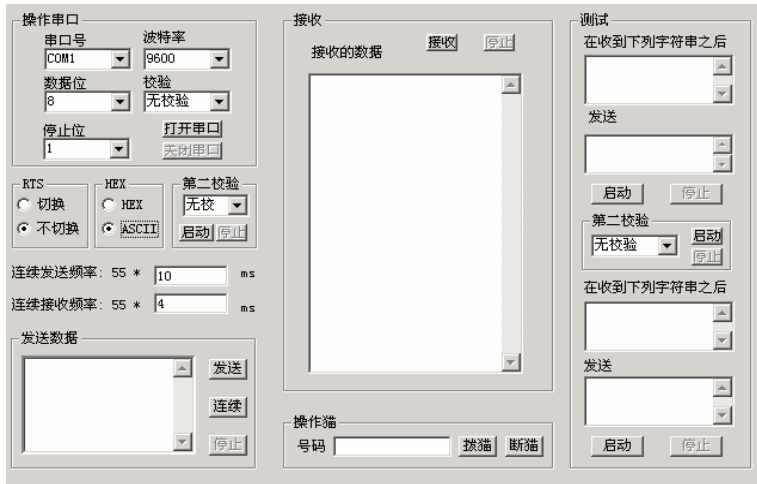 操作串口
串口号 波特率
COM1 9600
数据位 校验
8 无校验
停止位 打开串口
1 关闭串口
RTS
切换
不切换
HEX
HEX
ASCII
第二校验
无校
启动 停止
连续发送频率: 55 * 10 ms
连续接收频率: 55 * 4 ms
发送数据
发送
连续
停止
接收
接收的数据 接收 停止
操作猫
号码 拨猫 断猫
测试
在收到下列字符串之后
发送
启动 停止
第二校验
无校验 启动
停止
在收到下列字符串之后
发送
启动 停止